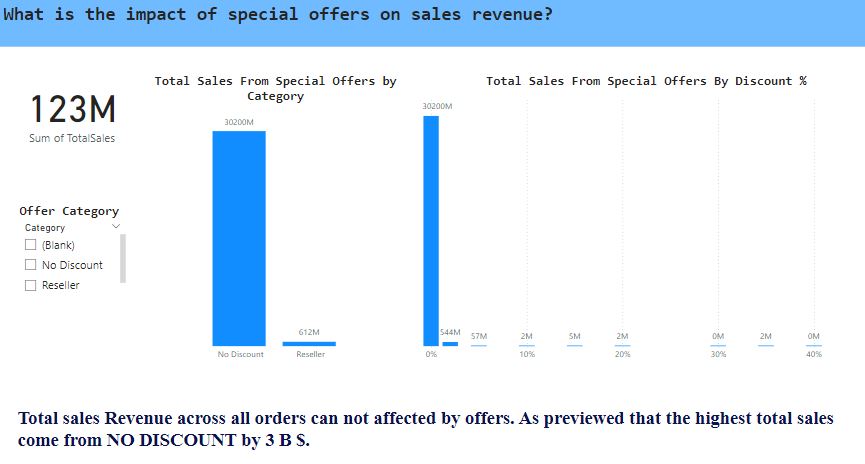 What is the impact of special offers on sales revenue?
123M
Sum of TotalSales
Offer Category
Category
(Blank)
No Discount
Reseller
Total Sales From Special Offers by
Category
30200M
612M
No Discount
Reseller
Total Sales From Special Offers By Discount %
30200M
544M
57M
2M
5M
2M
0M
2M
0M
0%
10%
20%
30%
40%
Total sales Revenue across all orders can not affected by offers. As previewed that the highest total sales
come from NO DISCOUNT by 3 B $.